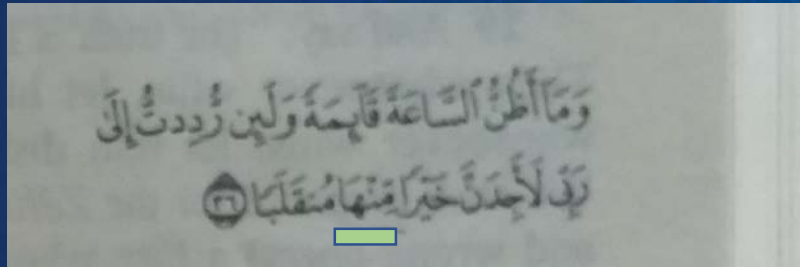 وَمَآ أَظُنُّ ٱلسَّاعَةَ قَآئِمَةً وَلَئِن رُّدِدتُّ إِلَىٰ
رَبِّى لَأَجِدَنَّ خَيْرًا مِّنْهَا مُنقَلَبًا ٣٦